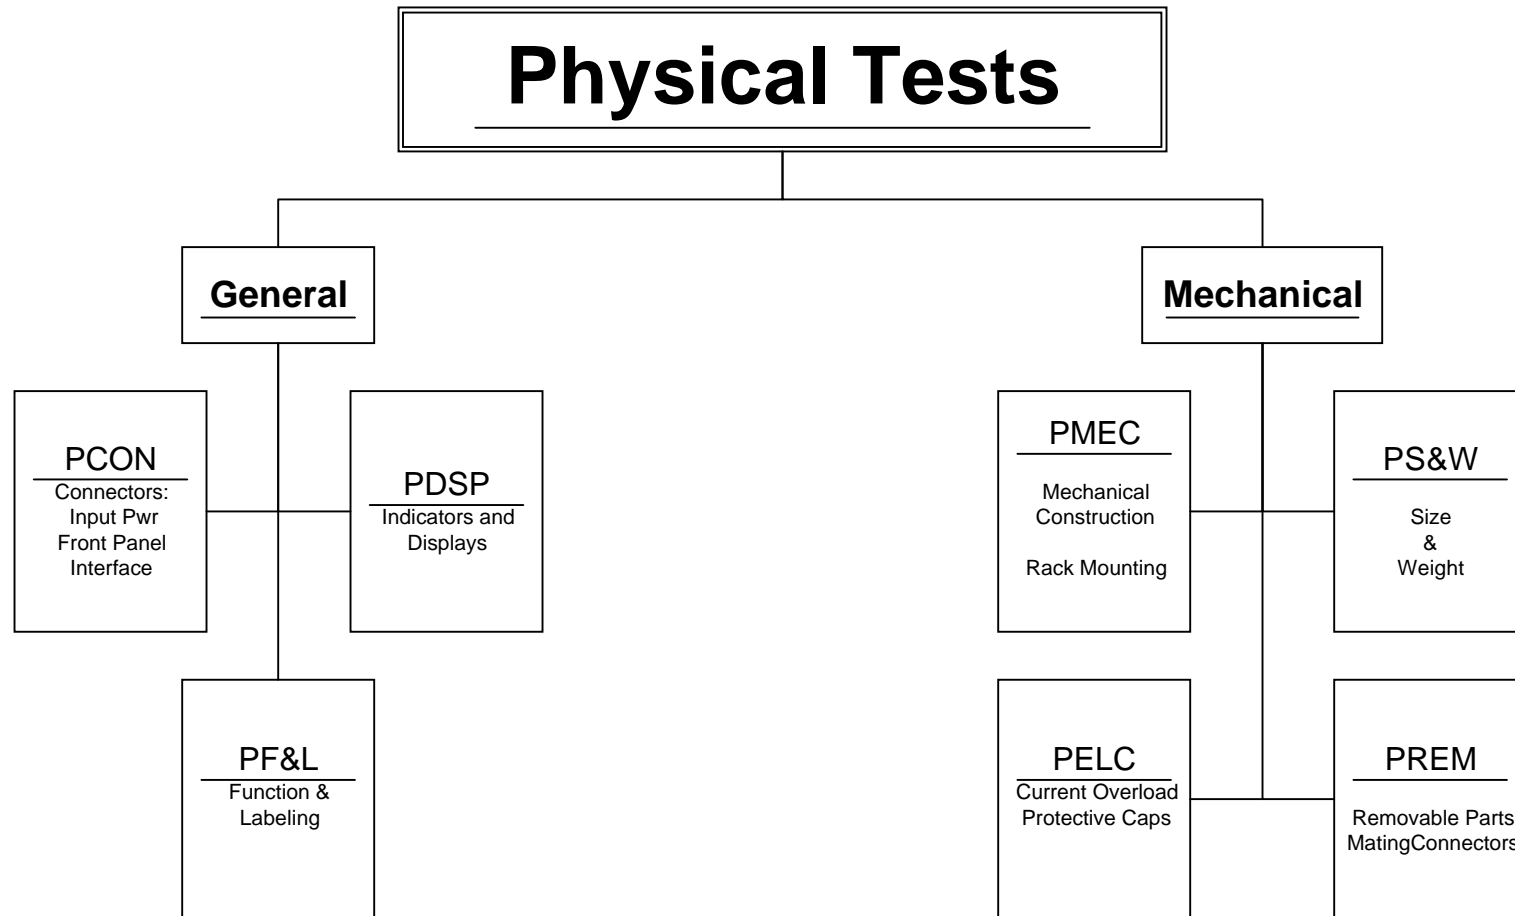 Physical Tests
General
Mechanical
PCON
Connectors:
Input Pwr
Front Panel
Interface
PDSP
Indicators and
Displays
PMEC
Mechanical
Construction
Rack Mounting
PS&W
Size
&
Weight
PF&L
Function &
Labeling
PELC
Current Overload
Protective Caps
PREM
Removable Parts
MatingConnectors